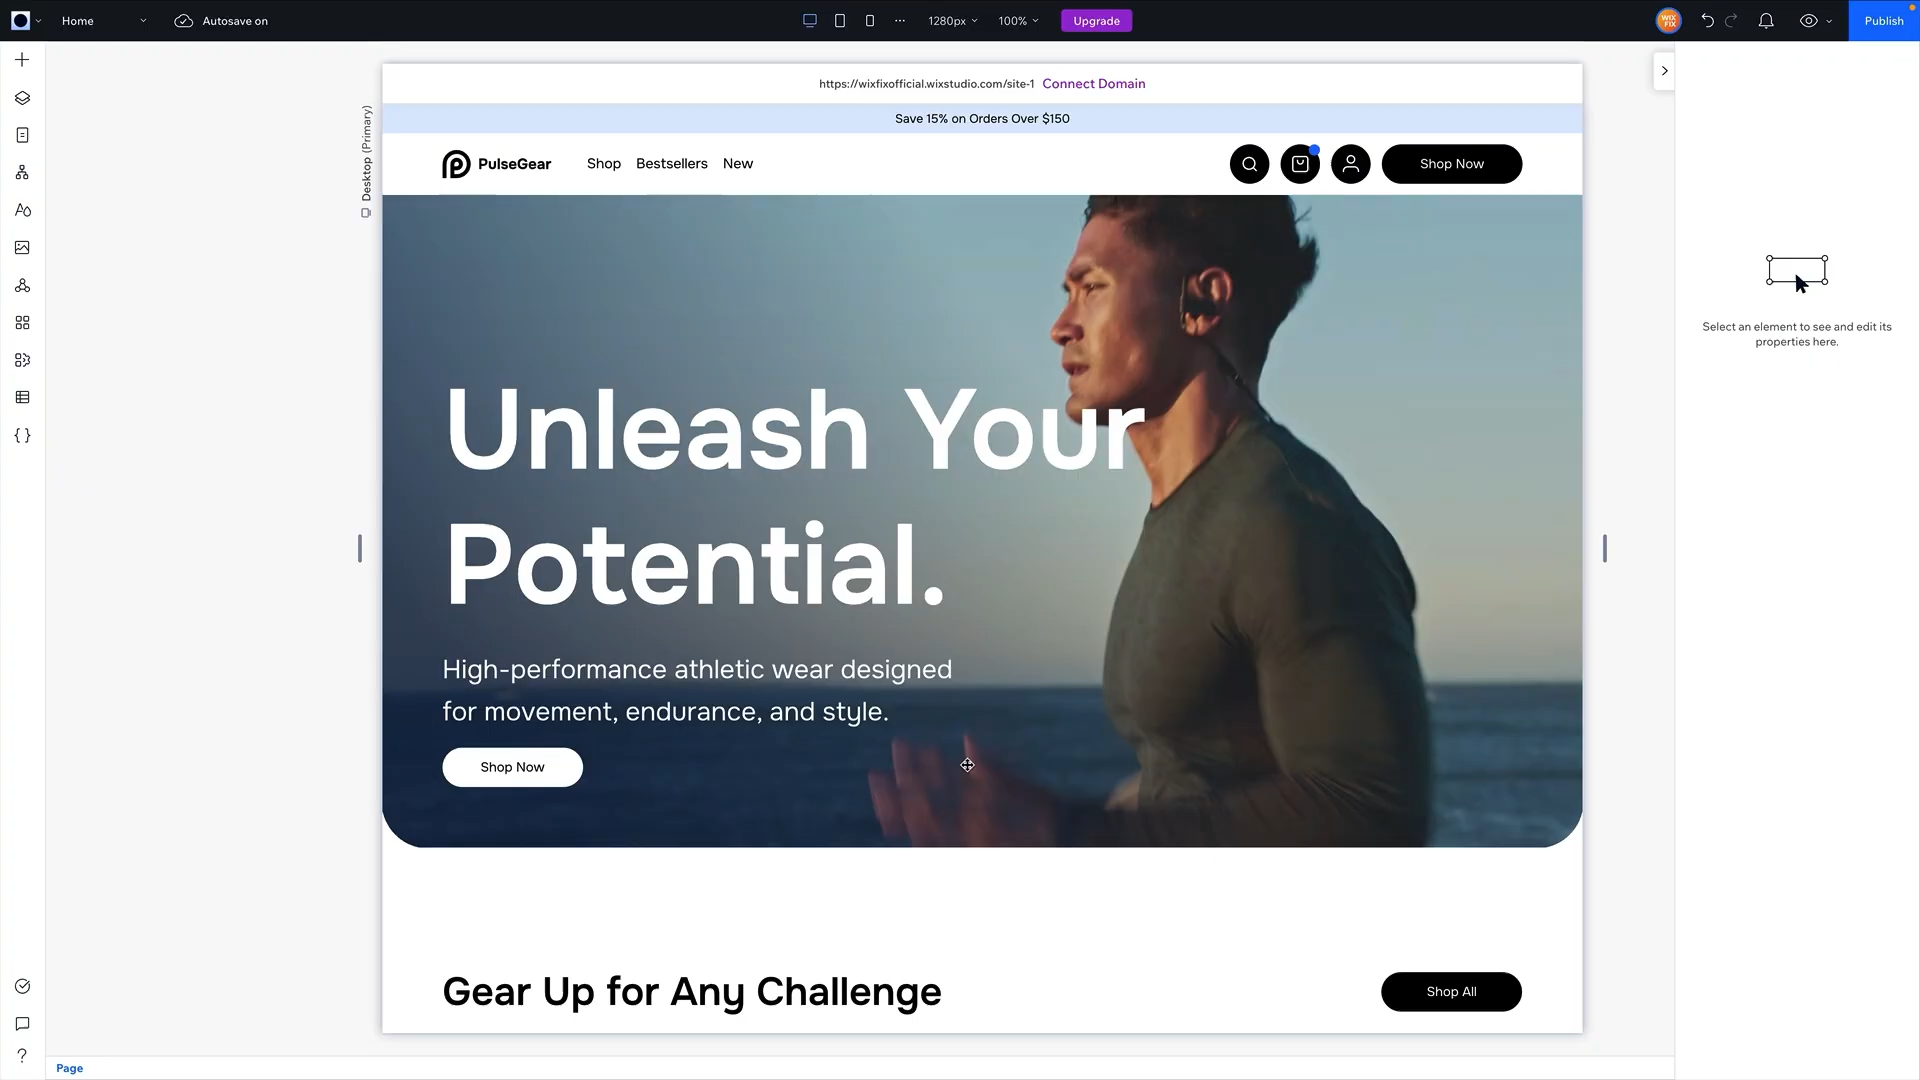 Home
Autosave on
1280px
100%
Upgrade
WIX FIX
Publish
https://wixfixofficial.wixstudio.com/site-1 Connect Domain
Desktop (Primary)
Save 15% on Orders Over $150
PulseGear
Shop
Bestsellers
New
Shop Now
Select an element to see and edit its
properties here.
Unleash Your
Potential.
High-performance athletic wear designed
for movement, endurance, and style.
Shop Now
Gear Up for Any Challenge
Shop All
Page